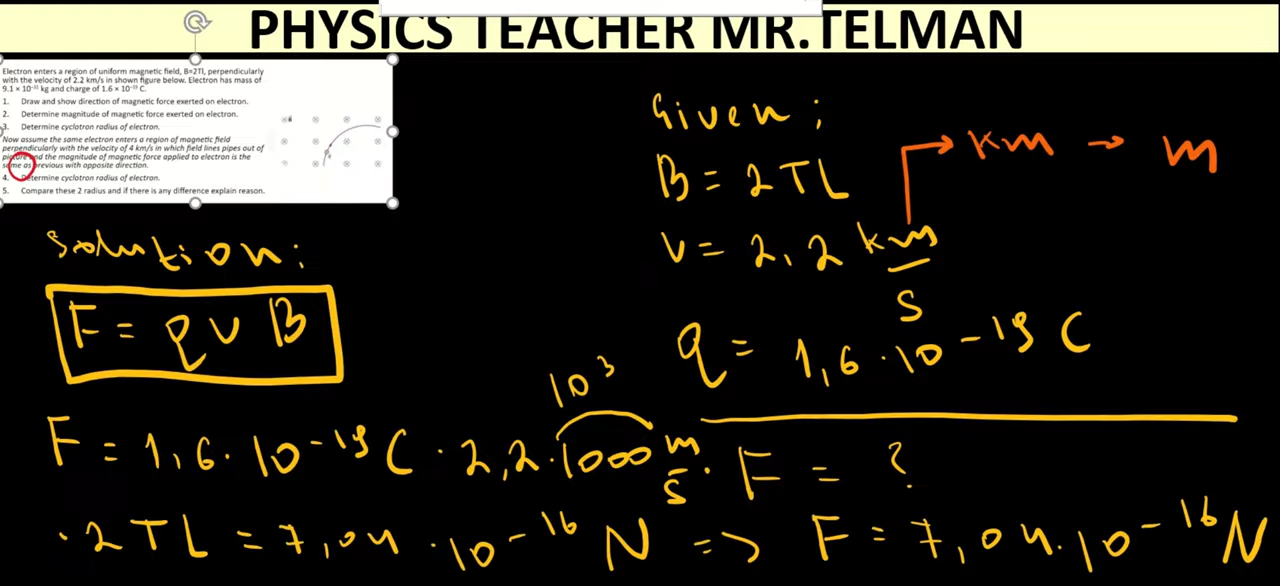 PHYSICS TEACHER MR.TELMAN
Electron enters a region of uniform magnetic field, B=2Tl, perpendicularly
with the velocity of 2.2 km/s in shown figure below. Electron has mass of
9.1 × 10⁻³¹ kg and charge of 1.6 × 10⁻¹⁹ C.
1. Draw and show direction of magnetic force exerted on electron.
2. Determine magnitude of magnetic force exerted on electron.
3. Determine cyclotron radius of electron.
Now assume the same electron enters a region of magnetic field
perpendicularly with the velocity of 4 km/s in which field lines pipes out of
picture and the magnitude of magnetic force applied to electron is the
same as previous with opposite direction.
4. Determine cyclotron radius of electron.
5. Compare these 2 radius and if there is any difference explain reason.
Given;
B = 2 TL
km → m
v = 2,2 km/s
q = 1,6 · 10⁻¹⁹ C
F = ?
Solution:
F = q v B
10³
F = 1,6 · 10⁻¹⁹ C · 2,2 · 1000 m/s ·
· 2 TL = 7,04 · 10⁻¹⁶ N => F = 7,04 · 10⁻¹⁶ N